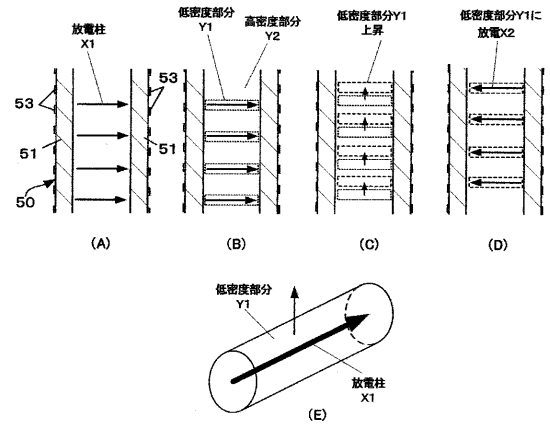 放電柱
X1
低密度部分
Y1
高密度部分
Y2
低密度部分Y1
上昇
低密度部分Y1に
放電X2
53
53
51
51
50
(A)
(B)
(C)
(D)
低密度部分
Y1
放電柱
X1
(E)